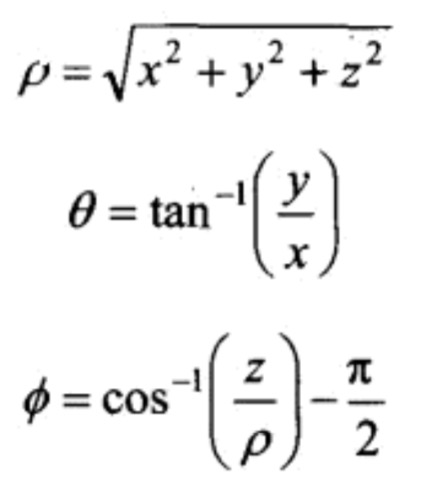 ρ = √(x² + y² + z²)
θ = tan⁻¹(y/x)
ϕ = cos⁻¹(z/ρ) − π/2